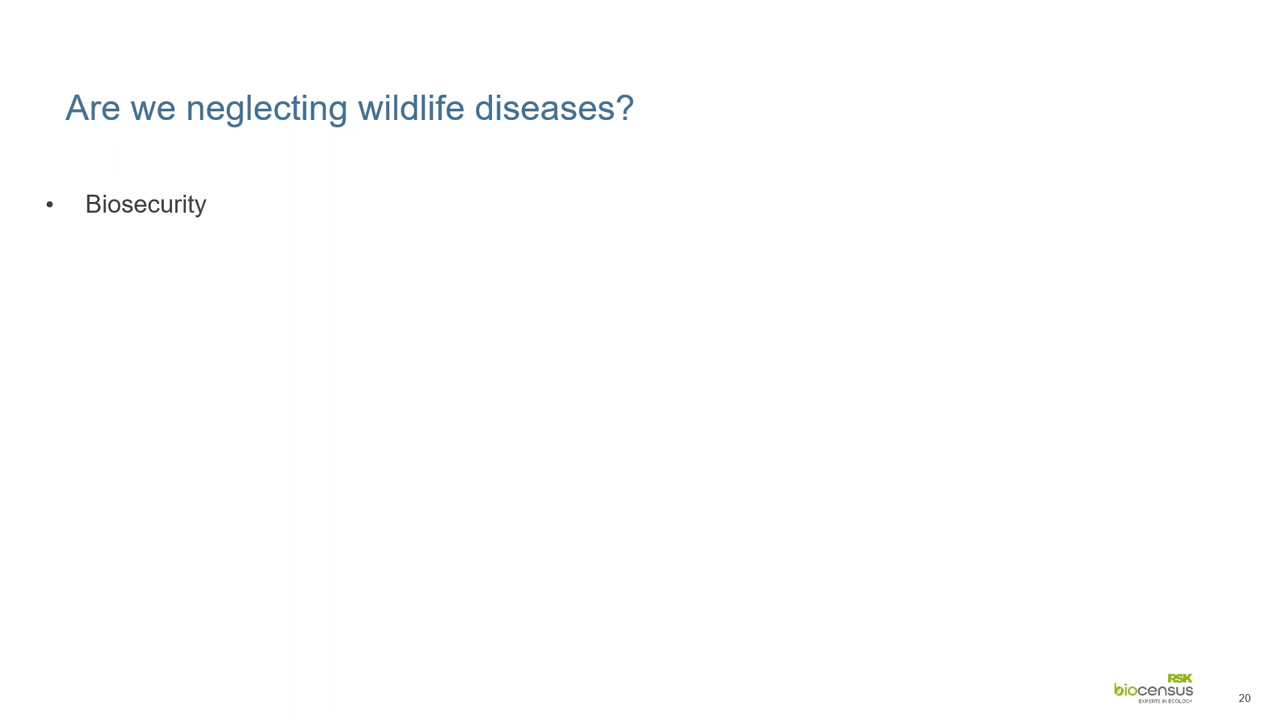 Are we neglecting wildlife diseases?
• Biosecurity
RSK
biocensus
EXPERTS IN ECOLOGY
20